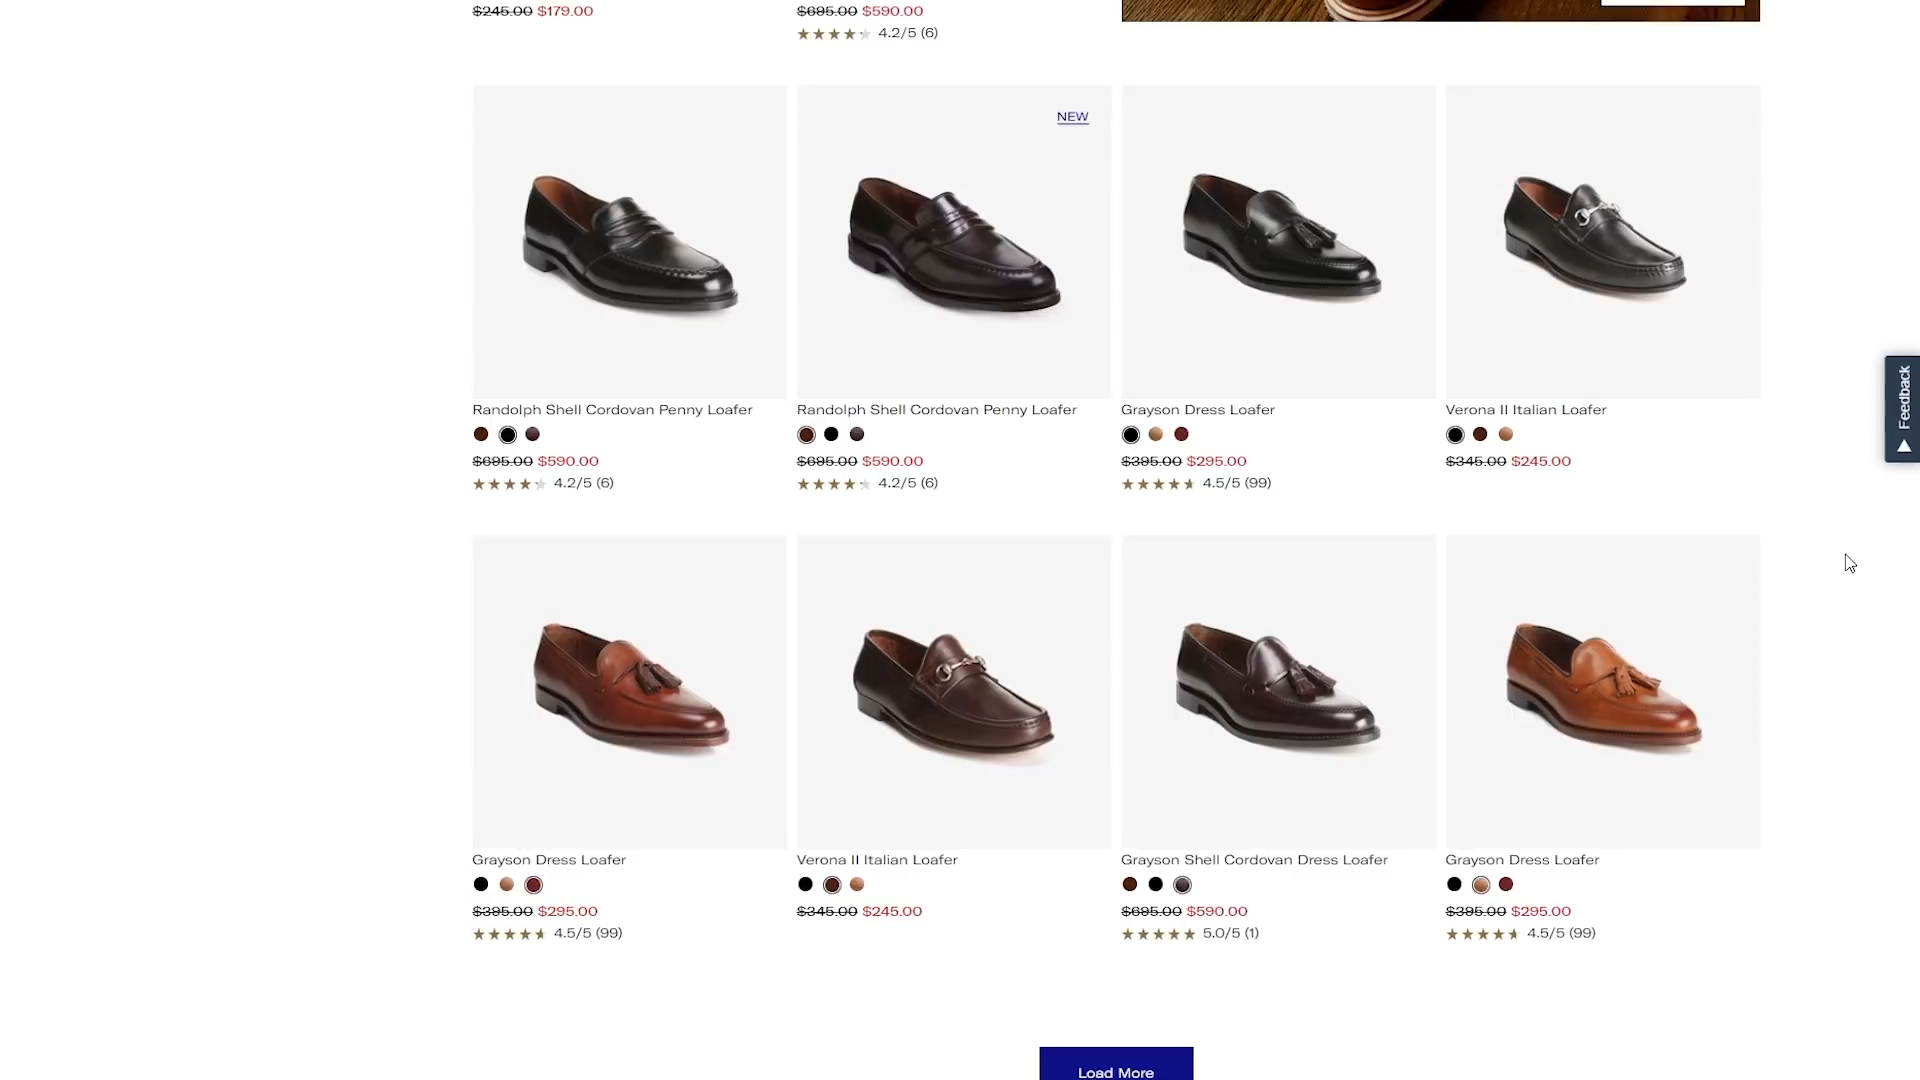 $245.00 $179.00
$695.00 $590.00
4.2/5 (6)
NEW
Randolph Shell Cordovan Penny Loafer
$695.00 $590.00
4.2/5 (6)
Randolph Shell Cordovan Penny Loafer
$695.00 $590.00
4.2/5 (6)
Grayson Dress Loafer
$395.00 $295.00
4.5/5 (99)
Verona II Italian Loafer
$345.00 $245.00
Feedback
Grayson Dress Loafer
$395.00 $295.00
4.5/5 (99)
Verona II Italian Loafer
$345.00 $245.00
Grayson Shell Cordovan Dress Loafer
$695.00 $590.00
5.0/5 (1)
Grayson Dress Loafer
$395.00 $295.00
4.5/5 (99)
Load More